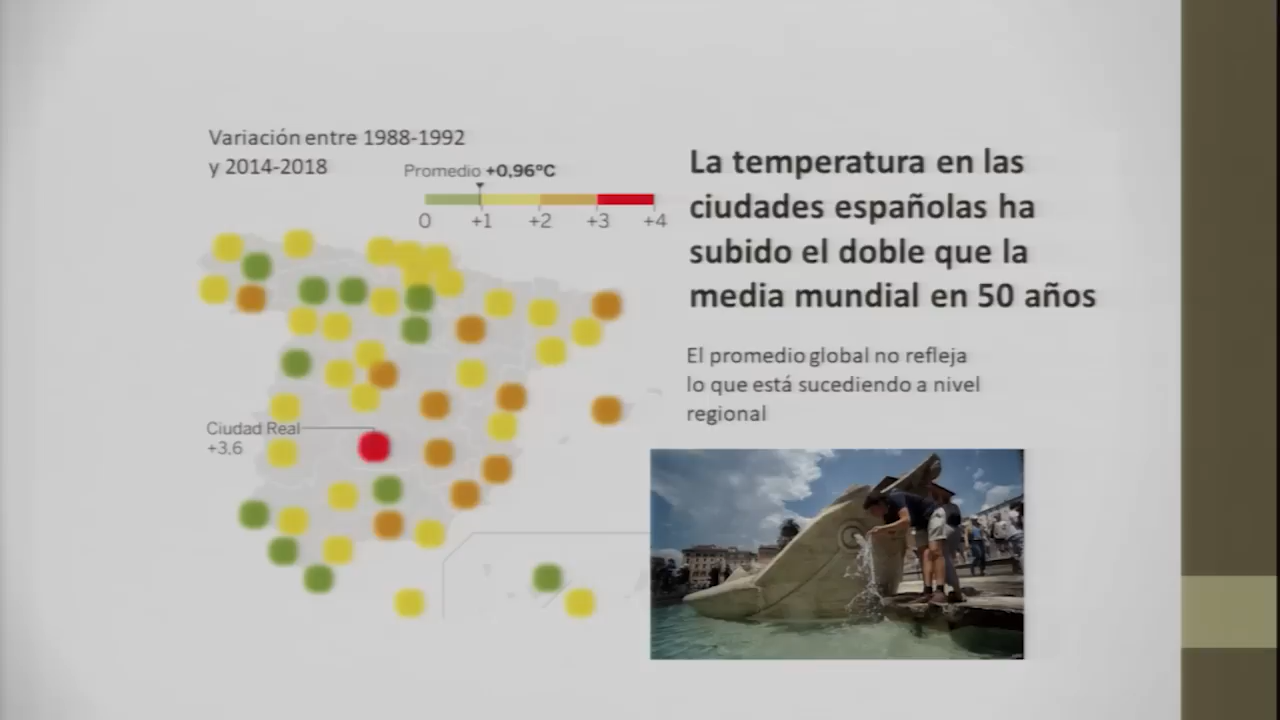 Variación entre 1988-1992
y 2014-2018
Promedio +0,96ºC
0 +1 +2 +3 +4
Ciudad Real
+3.6
La temperatura en las
ciudades españolas ha
subido el doble que la
media mundial en 50 años
El promedio global no refleja
lo que está sucediendo a nivel
regional